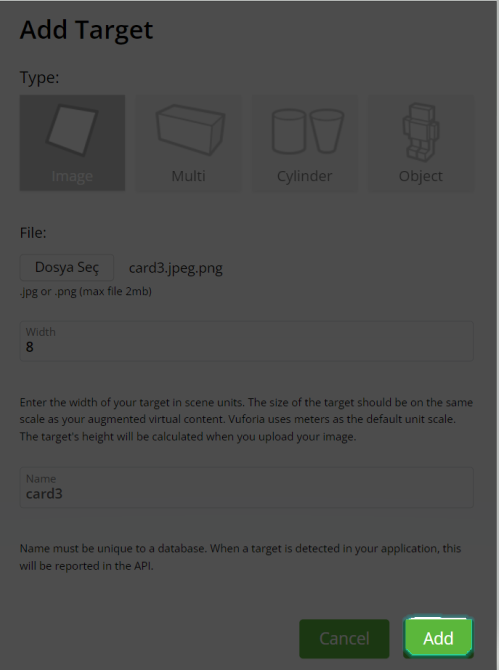 Add Target
Type:
Image Multi Cylinder Object
File:
Dosya Seç card3.jpeg.png
.jpg or .png (max file 2mb)
Width
8
Enter the width of your target in scene units. The size of the target should be on the same
scale as your augmented virtual content. Vuforia uses meters as the default unit scale.
The target's height will be calculated when you upload your image.
Name
card3
Name must be unique to a database. When a target is detected in your application, this
will be reported in the API.
Cancel Add